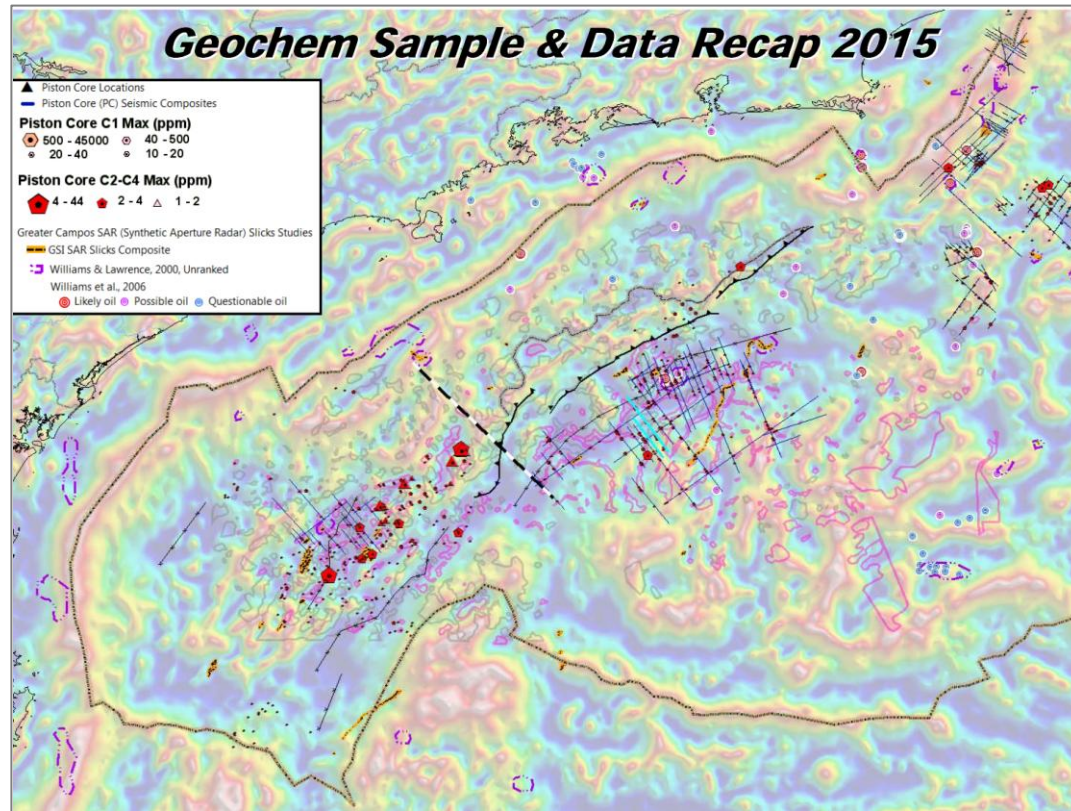 Geochem Sample & Data Recap 2015
Piston Core Locations
Piston Core (PC) Seismic Composites
Piston Core C1 Max (ppm)
500 - 45000 40 - 500
20 - 40 10 - 20
Piston Core C2-C4 Max (ppm)
4 - 44 2 - 4 1 - 2
Greater Campos SAR (Synthetic Aperture Radar) Slicks Studies
GSI SAR Slicks Composite
Williams & Lawrence, 2000, Unranked
Williams et al., 2006
Likely oil Possible oil Questionable oil